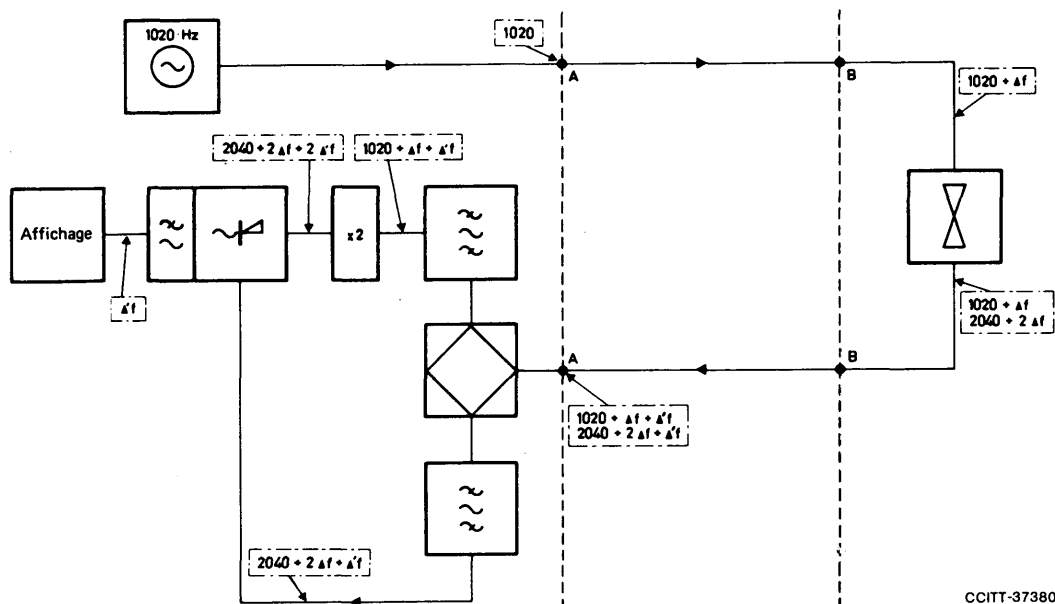 1020 Hz
1020
A
B
1020 + Δf
2040 + 2 Δf + 2 Δ'f
1020 + Δf + Δ'f
Affichage
x2
Δ'f
1020 + Δf
2040 + 2 Δf
A
B
1020 + Δf + Δ'f
2040 + 2 Δf + Δ'f
2040 + 2 Δf + Δ'f
CCITT-37380